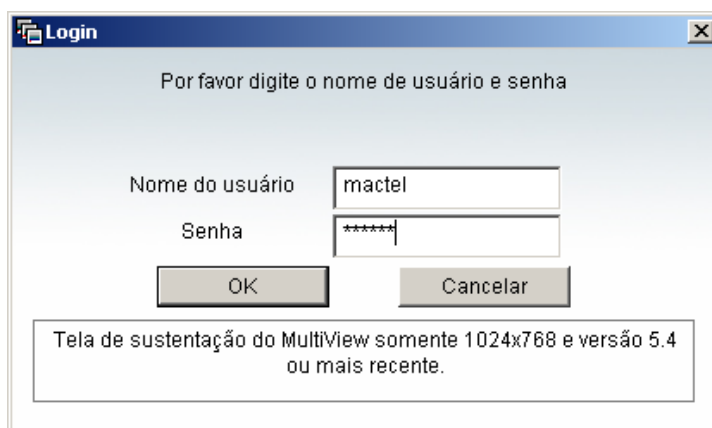 Login
Por favor digite o nome de usuário e senha
Nome do usuário mactel
Senha ******
OK Cancelar
Tela de sustentação do MultiView somente 1024x768 e versão 5.4
ou mais recente.